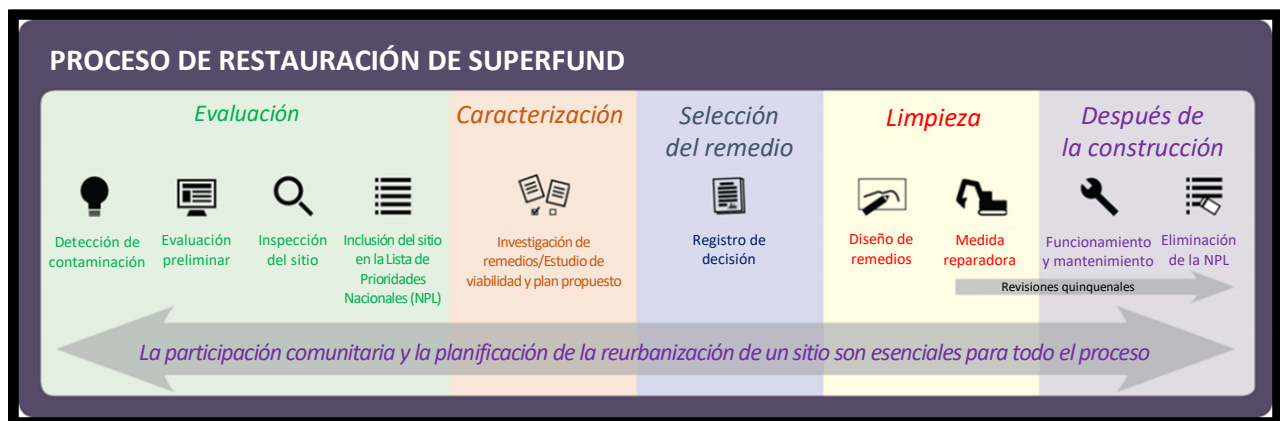 PROCESO DE RESTAURACIÓN DE SUPERFUND
Evaluación
Detección de
contaminación
Evaluación
preliminar
Inspección
del sitio
Inclusión del sitio
en la Lista de
Prioridades
Nacionales (NPL)
Caracterización
Investigación de
remedios/Estudio de
viabilidad y plan propuesto
Selección
del remedio
Registro de
decisión
Limpieza
Diseño de
remedios
Medida
reparadora
Después de
la construcción
Funcionamiento
y mantenimiento
Eliminación
de la NPL
Revisiones quinquenales
La participación comunitaria y la planificación de la reurbanización de un sitio son esenciales para todo el proceso